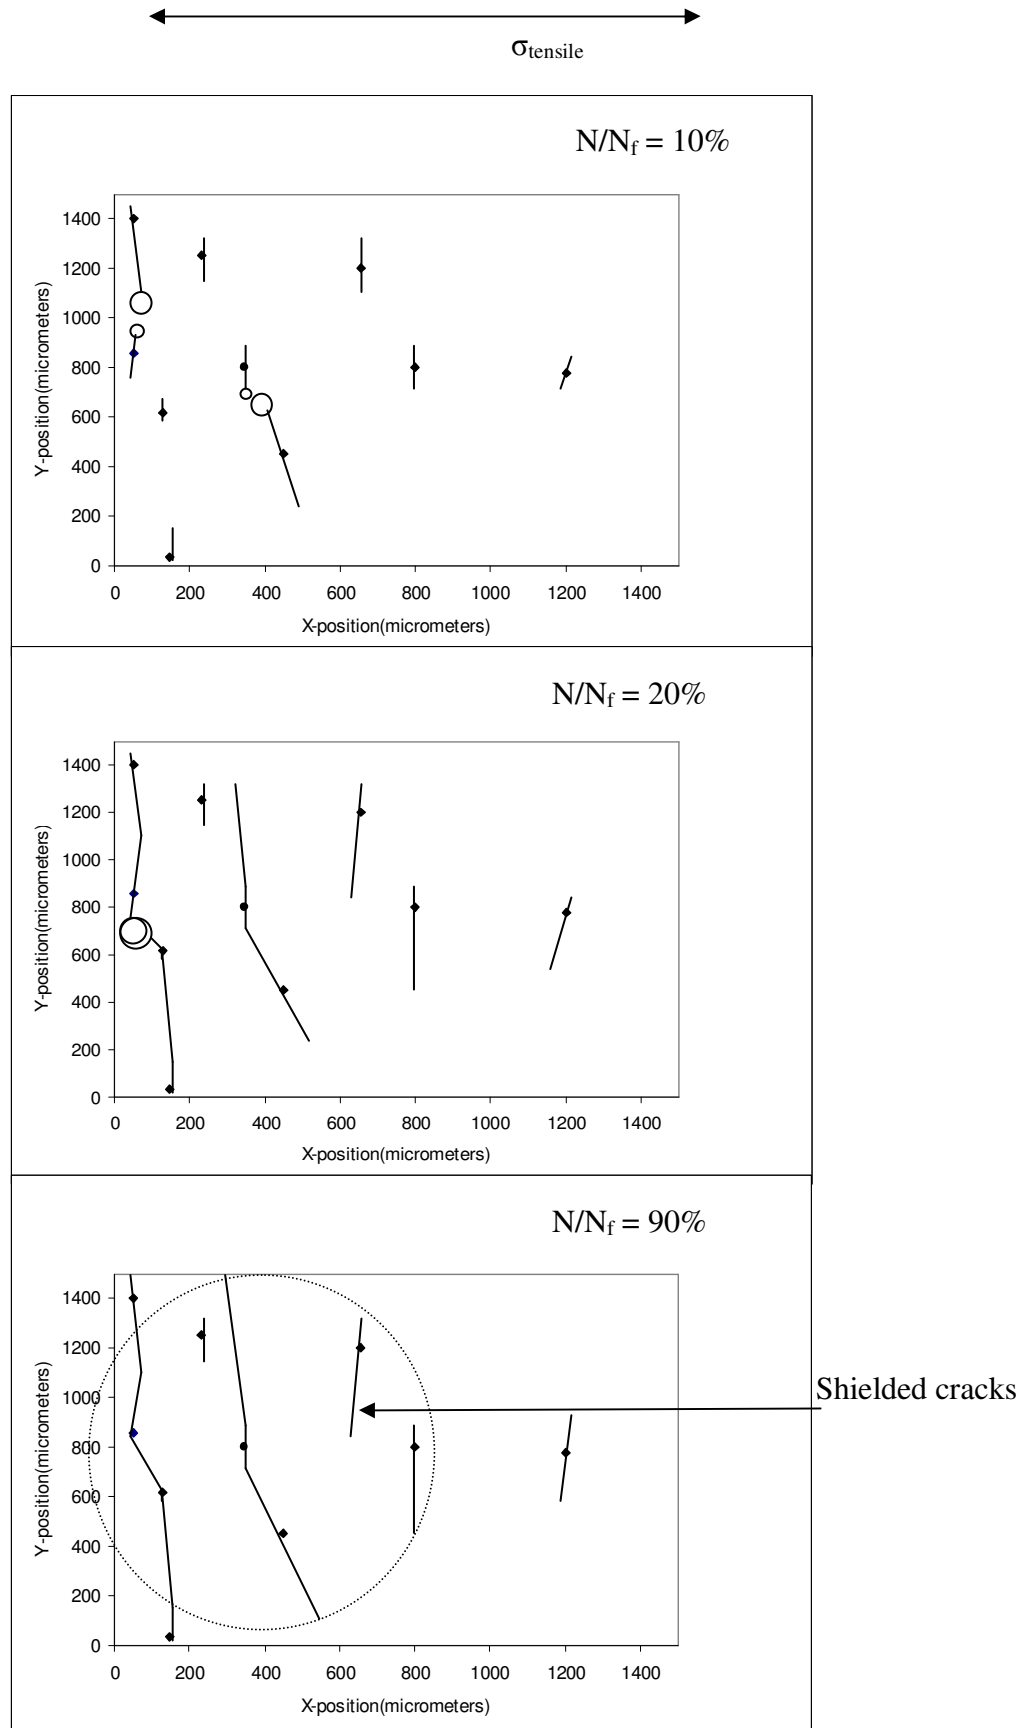 σtensile
N/Nf = 10%
1400
1200
1000
800
600
400
200
0
Y-position(micrometers)
0 200 400 600 800 1000 1200 1400
X-position(micrometers)
N/Nf = 20%
1400
1200
1000
800
600
400
200
0
Y-position(micrometers)
0 200 400 600 800 1000 1200 1400
X-position(micrometers)
N/Nf = 90%
1400
1200
1000
800
600
400
200
0
Y-position(micrometers)
Shielded cracks
0 200 400 600 800 1000 1200 1400
X-position(micrometers)